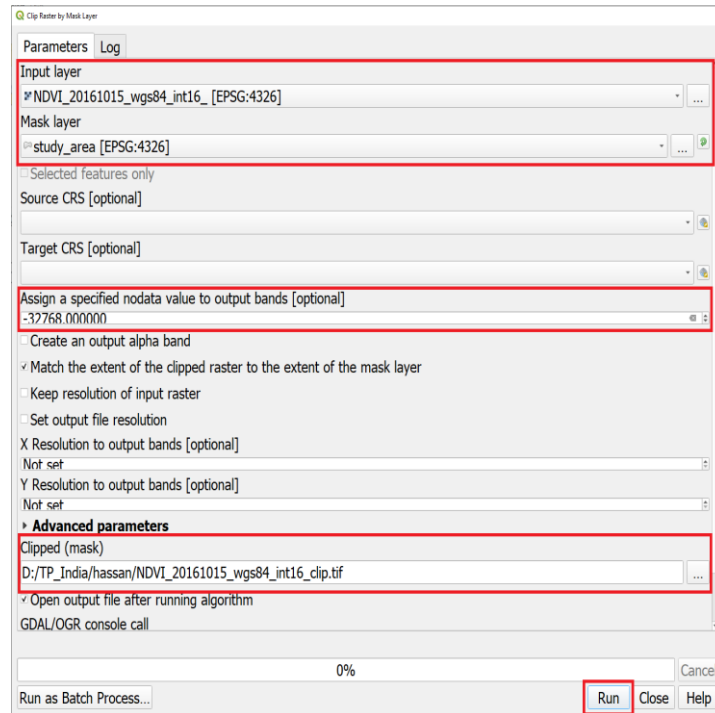 Clip Raster by Mask Layer
Parameters Log
Input layer
NDVI_20161015_wgs84_int16_ [EPSG:4326]
...
Mask layer
study_area [EPSG:4326]
...
Selected features only
Source CRS [optional]
Target CRS [optional]
Assign a specified nodata value to output bands [optional]
-32768.000000
Create an output alpha band
Match the extent of the clipped raster to the extent of the mask layer
Keep resolution of input raster
Set output file resolution
X Resolution to output bands [optional]
Not set
Y Resolution to output bands [optional]
Not set
Advanced parameters
Clipped (mask)
D:/TP_India/hassan/NDVI_20161015_wgs84_int16_clip.tif
...
Open output file after running algorithm
GDAL/OGR console call
0% Cance
Run as Batch Process... Run Close Help